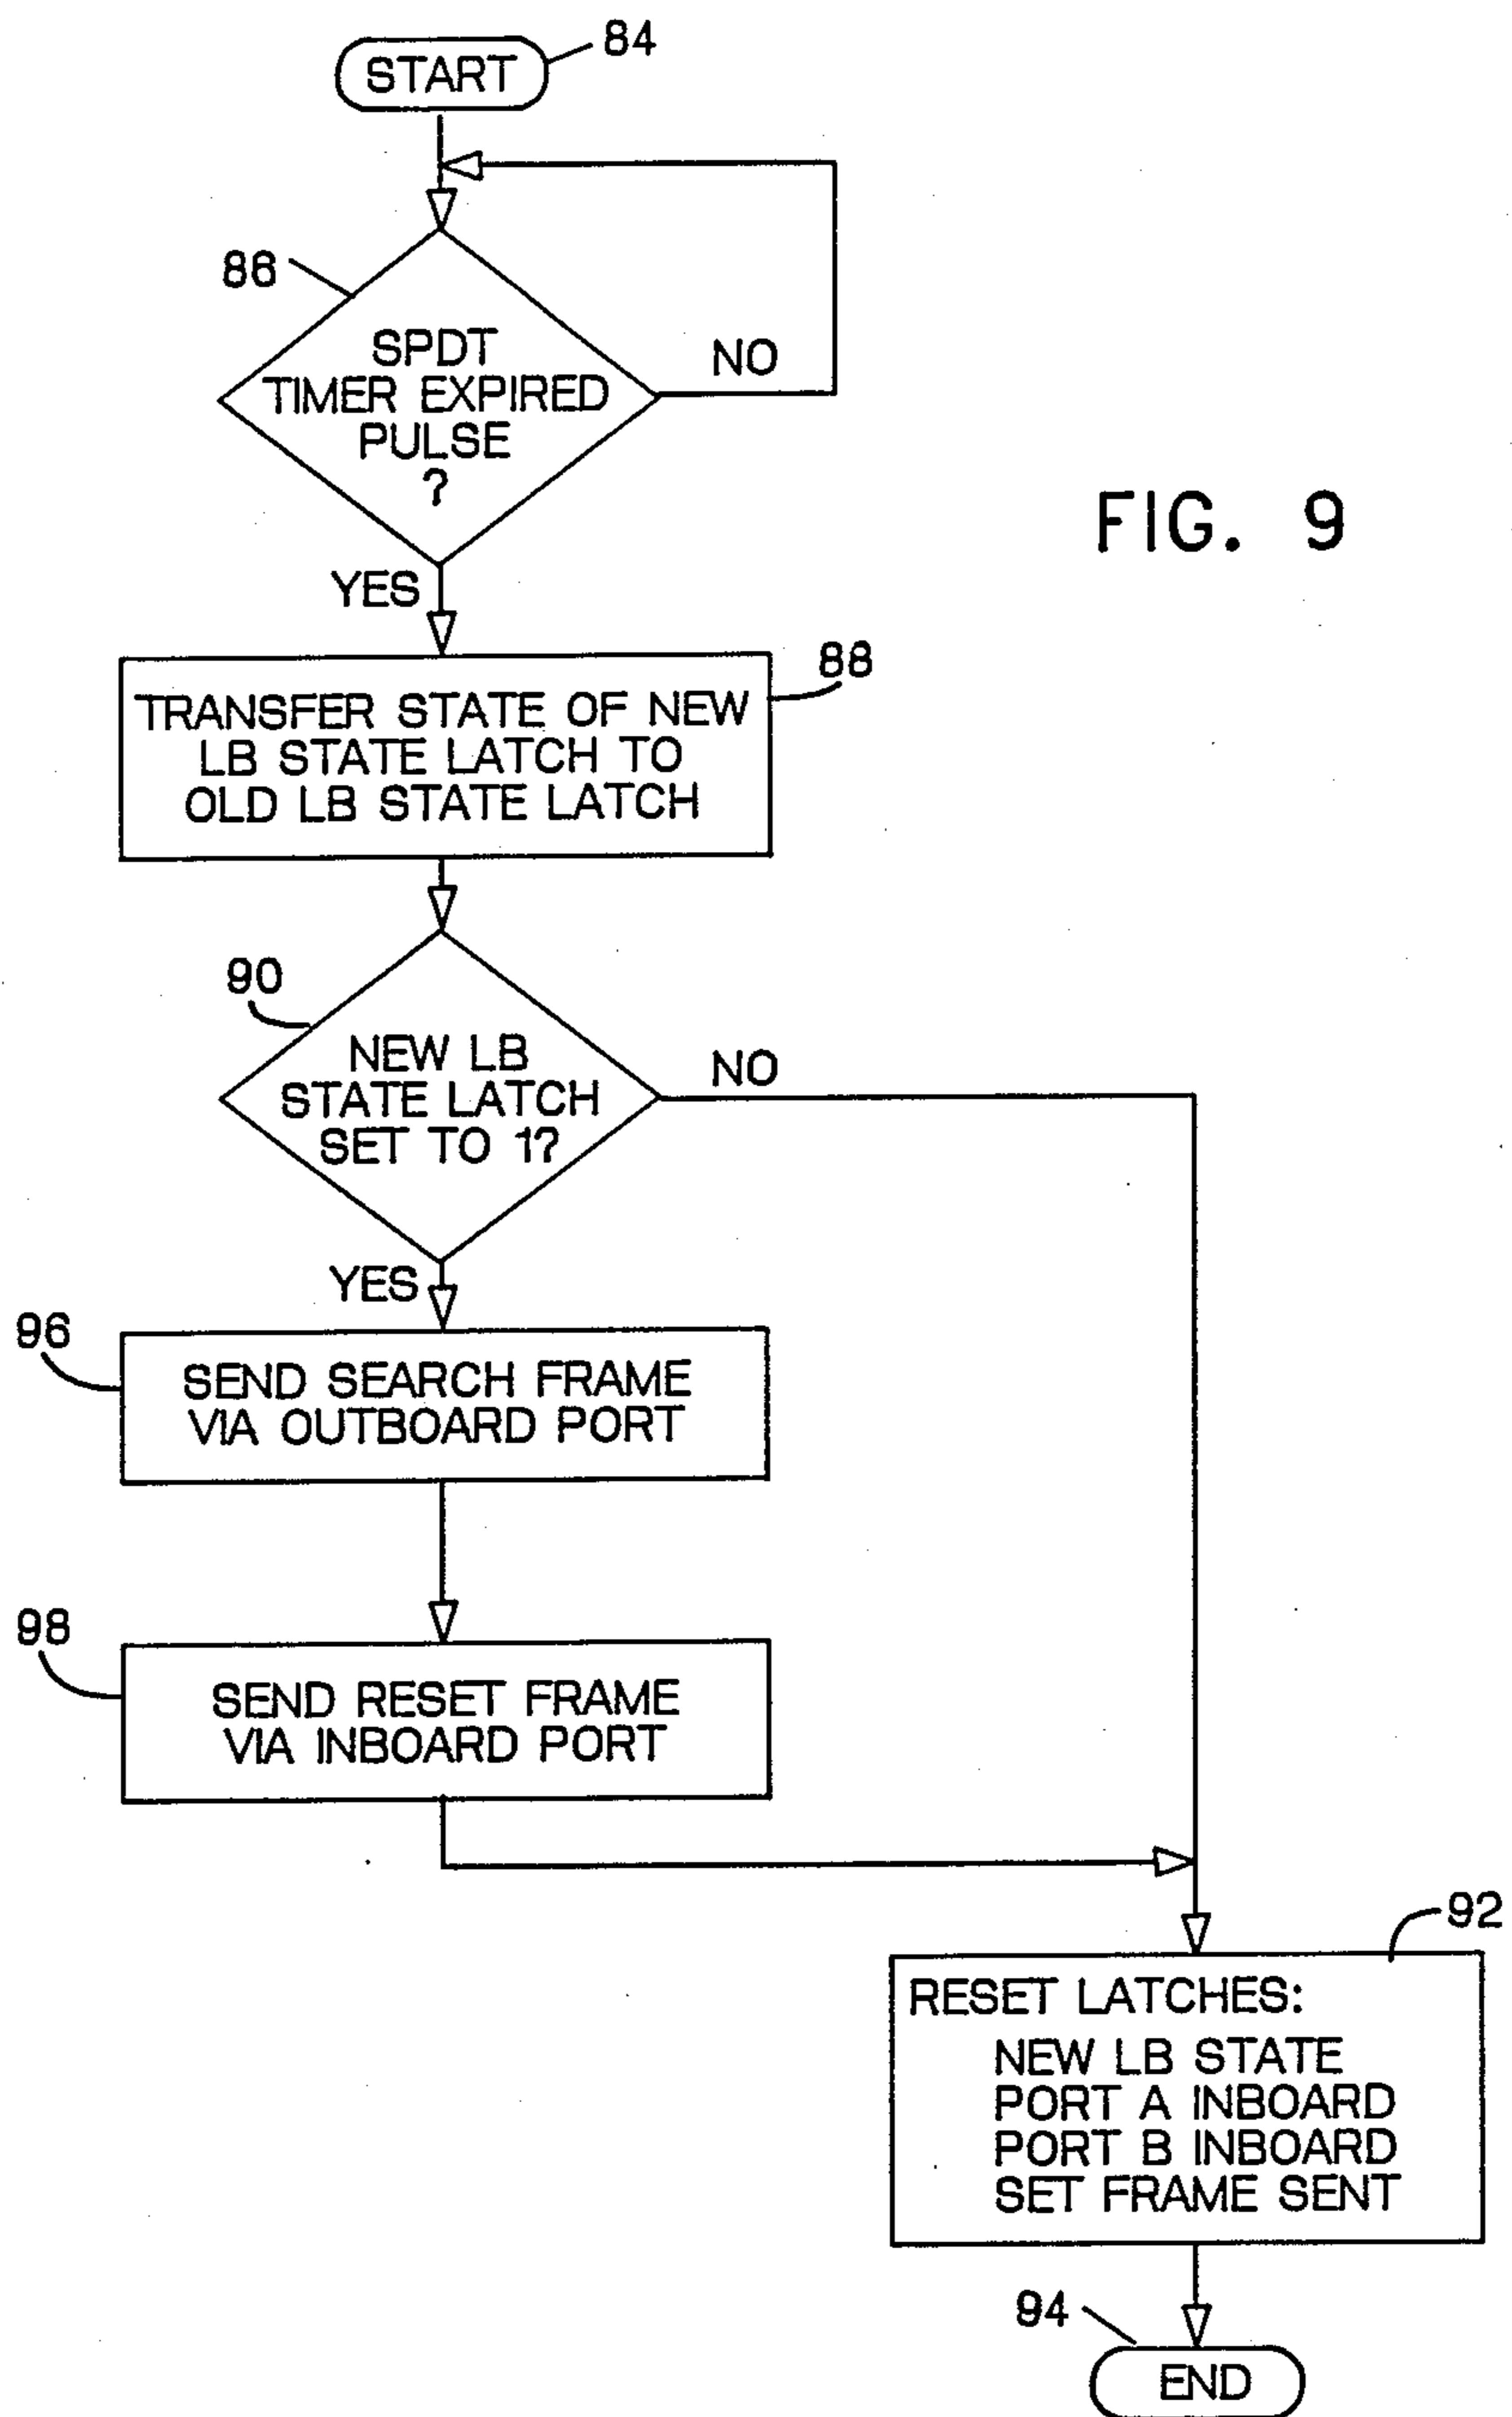 START
84
86
SPDT
TIMER EXPIRED
PULSE
?
NO
YES
FIG. 9
88
TRANSFER STATE OF NEW
LB STATE LATCH TO
OLD LB STATE LATCH
90
NEW LB
STATE LATCH
SET TO 1?
NO
YES
96
SEND SEARCH FRAME
VIA OUTBOARD PORT
98
SEND RESET FRAME
VIA INBOARD PORT
92
RESET LATCHES:
NEW LB STATE
PORT A INBOARD
PORT B INBOARD
SET FRAME SENT
94
END